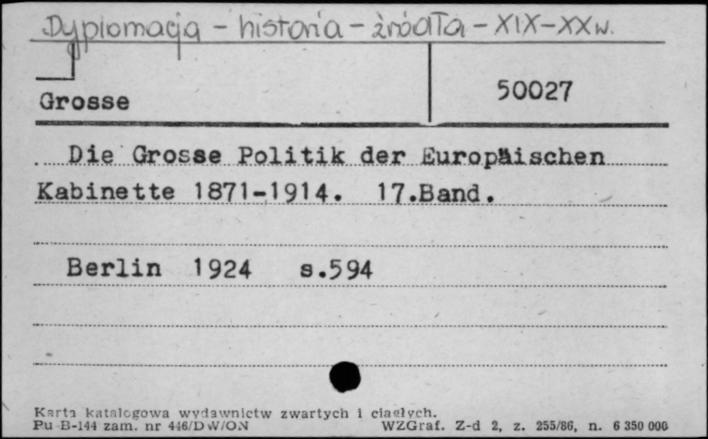 Dyplomacja - historia - źródła - XIX-XX w.
Grosse
50027
Die Grosse Politik der Europäischen
Kabinette 1871-1914. 17.Band.
Berlin 1924 s.594
Karta katalogowa wydawnictw zwartych i ciągłych.
Pu B-144 zam. nr 446/DW/ON WZGraf. Z-d 2, z. 255/86, n. 6 350 000